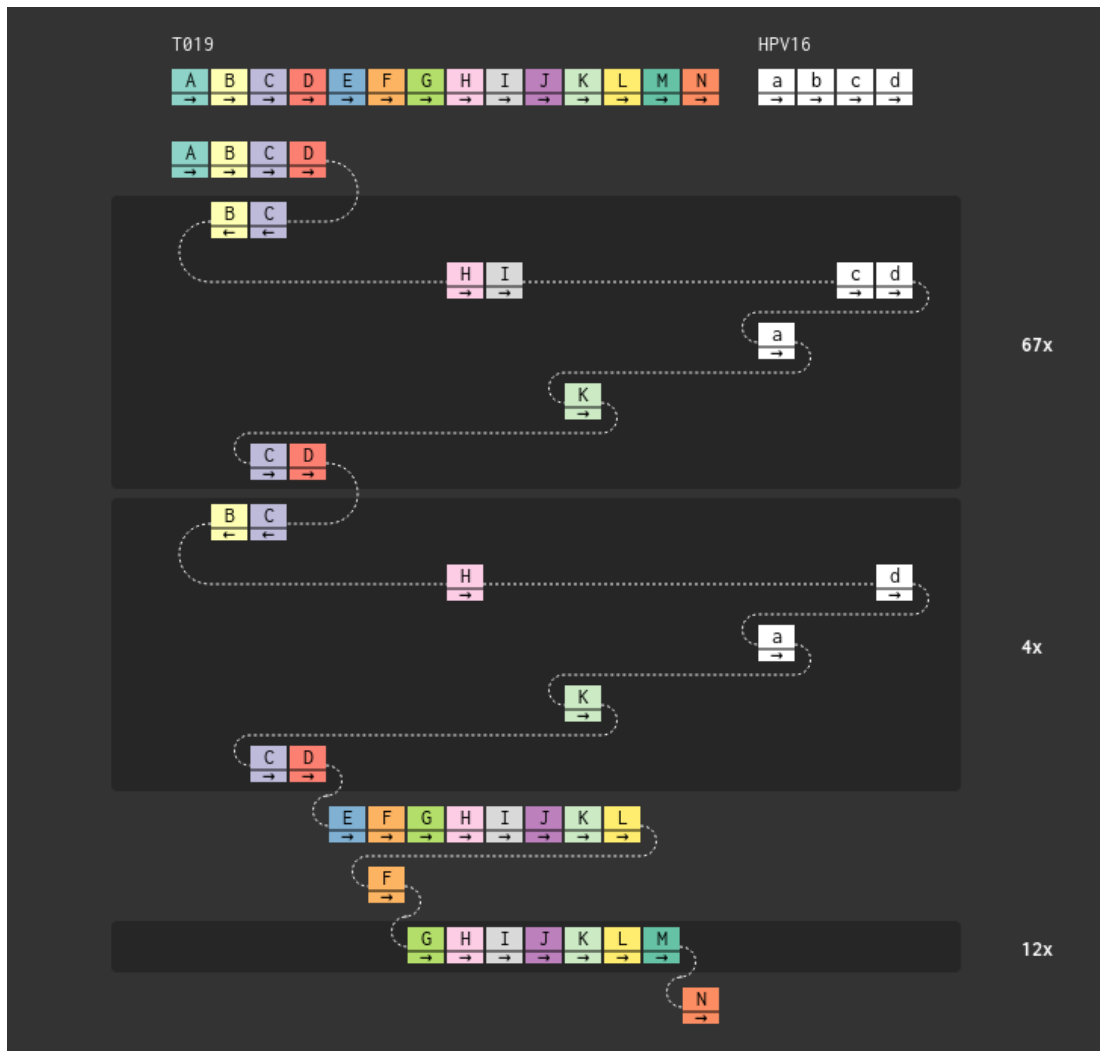 T019 HPV16
A B C D E F G H I J K L M N a b c d
→ → → → → → → → → → → → → → → → → →
A B C D
→ → → →
B C
← ←
H I c d
→ → → →
a
→
67x
K
→
C D
→ →
B C
← ←
H d
→ →
a
→
4x
K
→
C D
→ →
E F G H I J K L
→ → → → → → → →
F
→
G H I J K L M
→ → → → → → →
12x
N
→